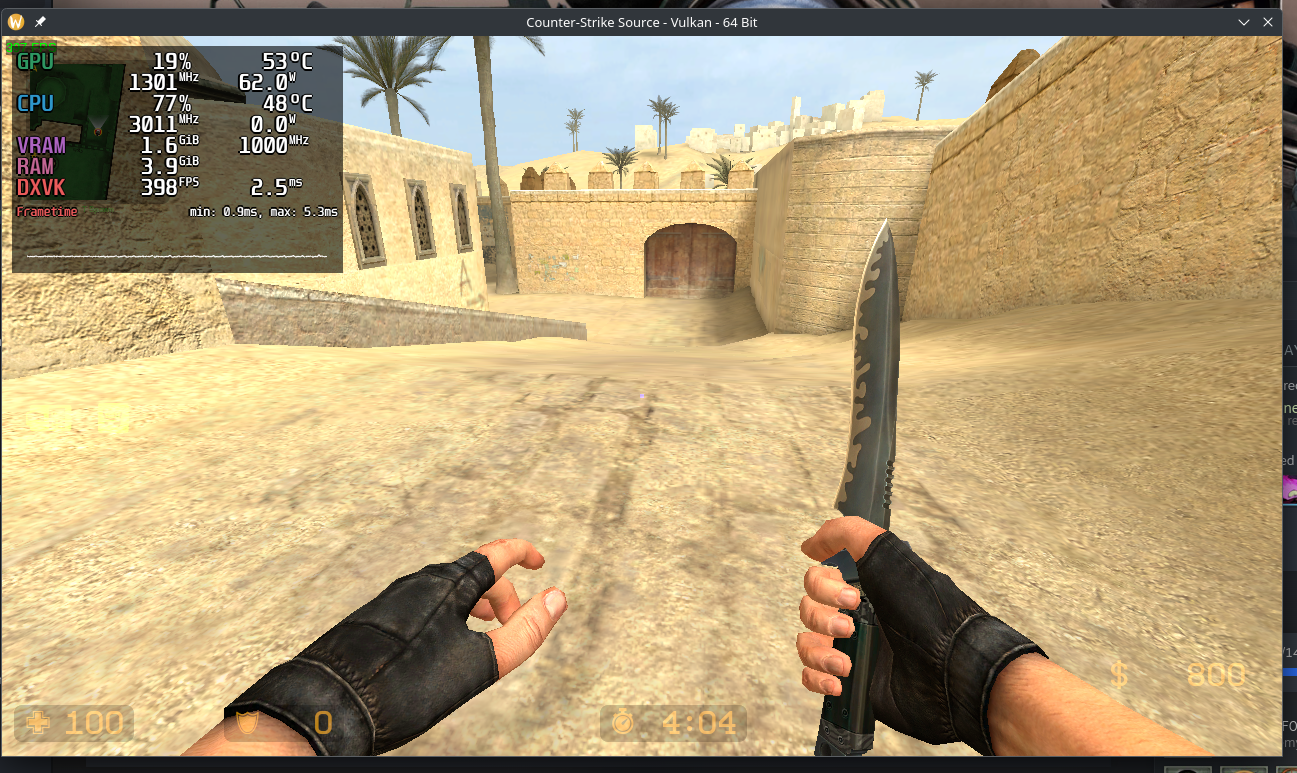 Counter-Strike Source - Vulkan - 64 Bit
GPU 19% 53°C
1301MHz 62.0W
CPU 77% 48°C
3011MHz 0.0W
VRAM 1.6GiB 1000MHz
RAM 3.9GiB
DXVK 398FPS 2.5ms
Frametime min: 0.9ms, max: 5.3ms
A
$ 800
100 0 4:04